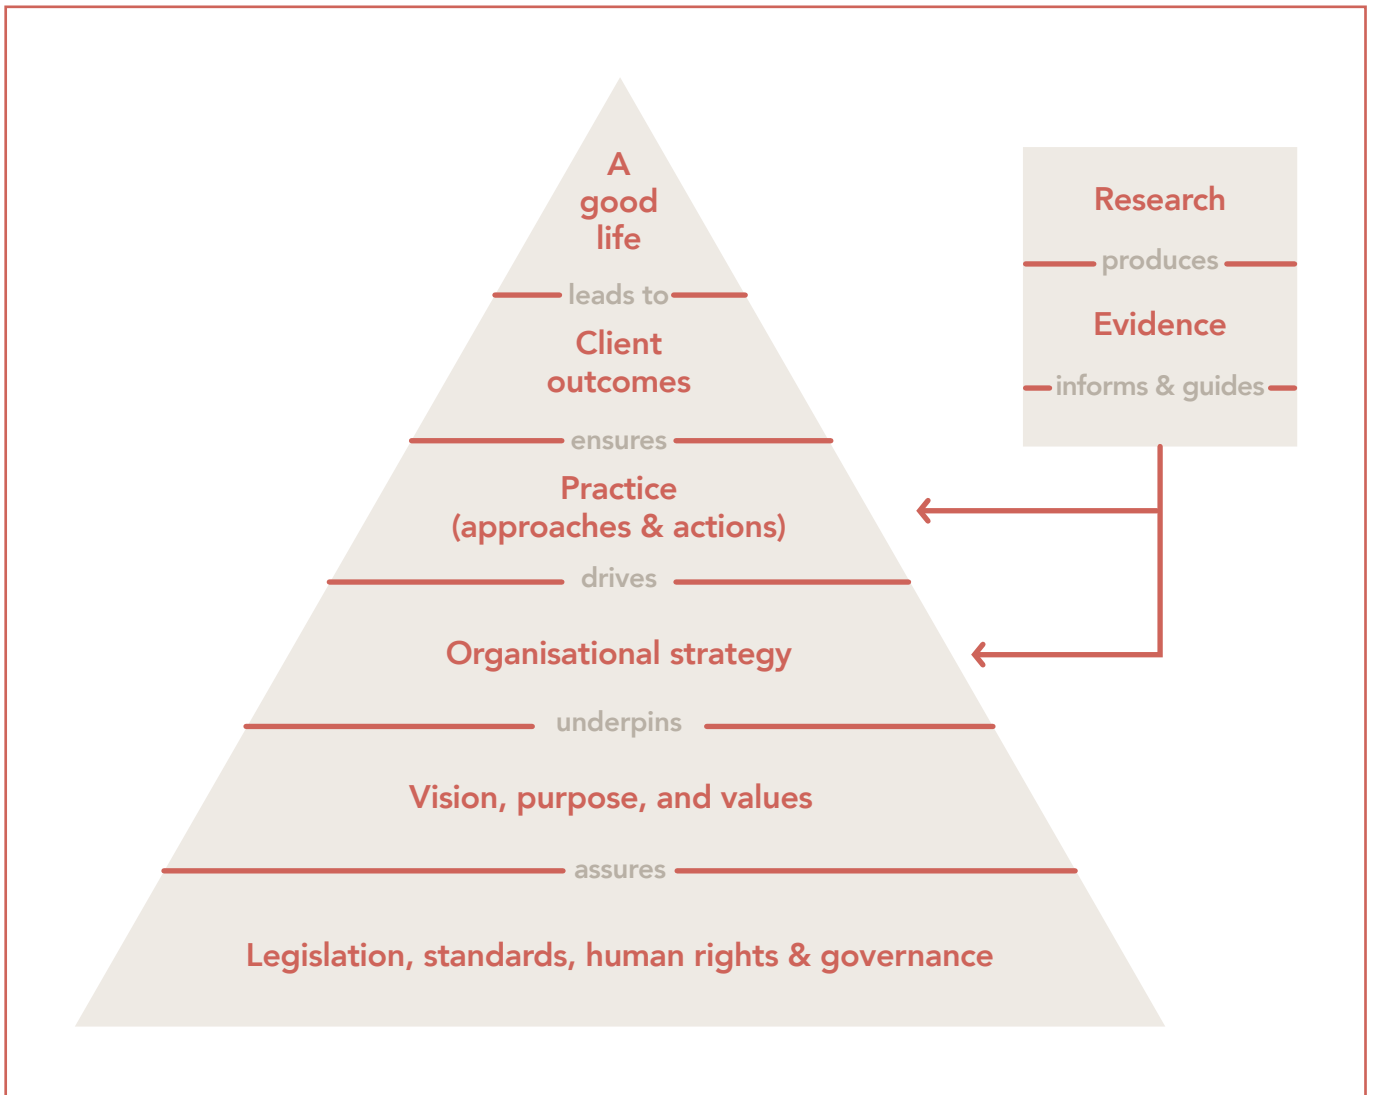 A
good
life
leads to
Client
outcomes
ensures
Practice
(approaches & actions)
drives
Organisational strategy
underpins
Vision, purpose, and values
assures
Legislation, standards, human rights & governance
Research
produces
Evidence
informs & guides